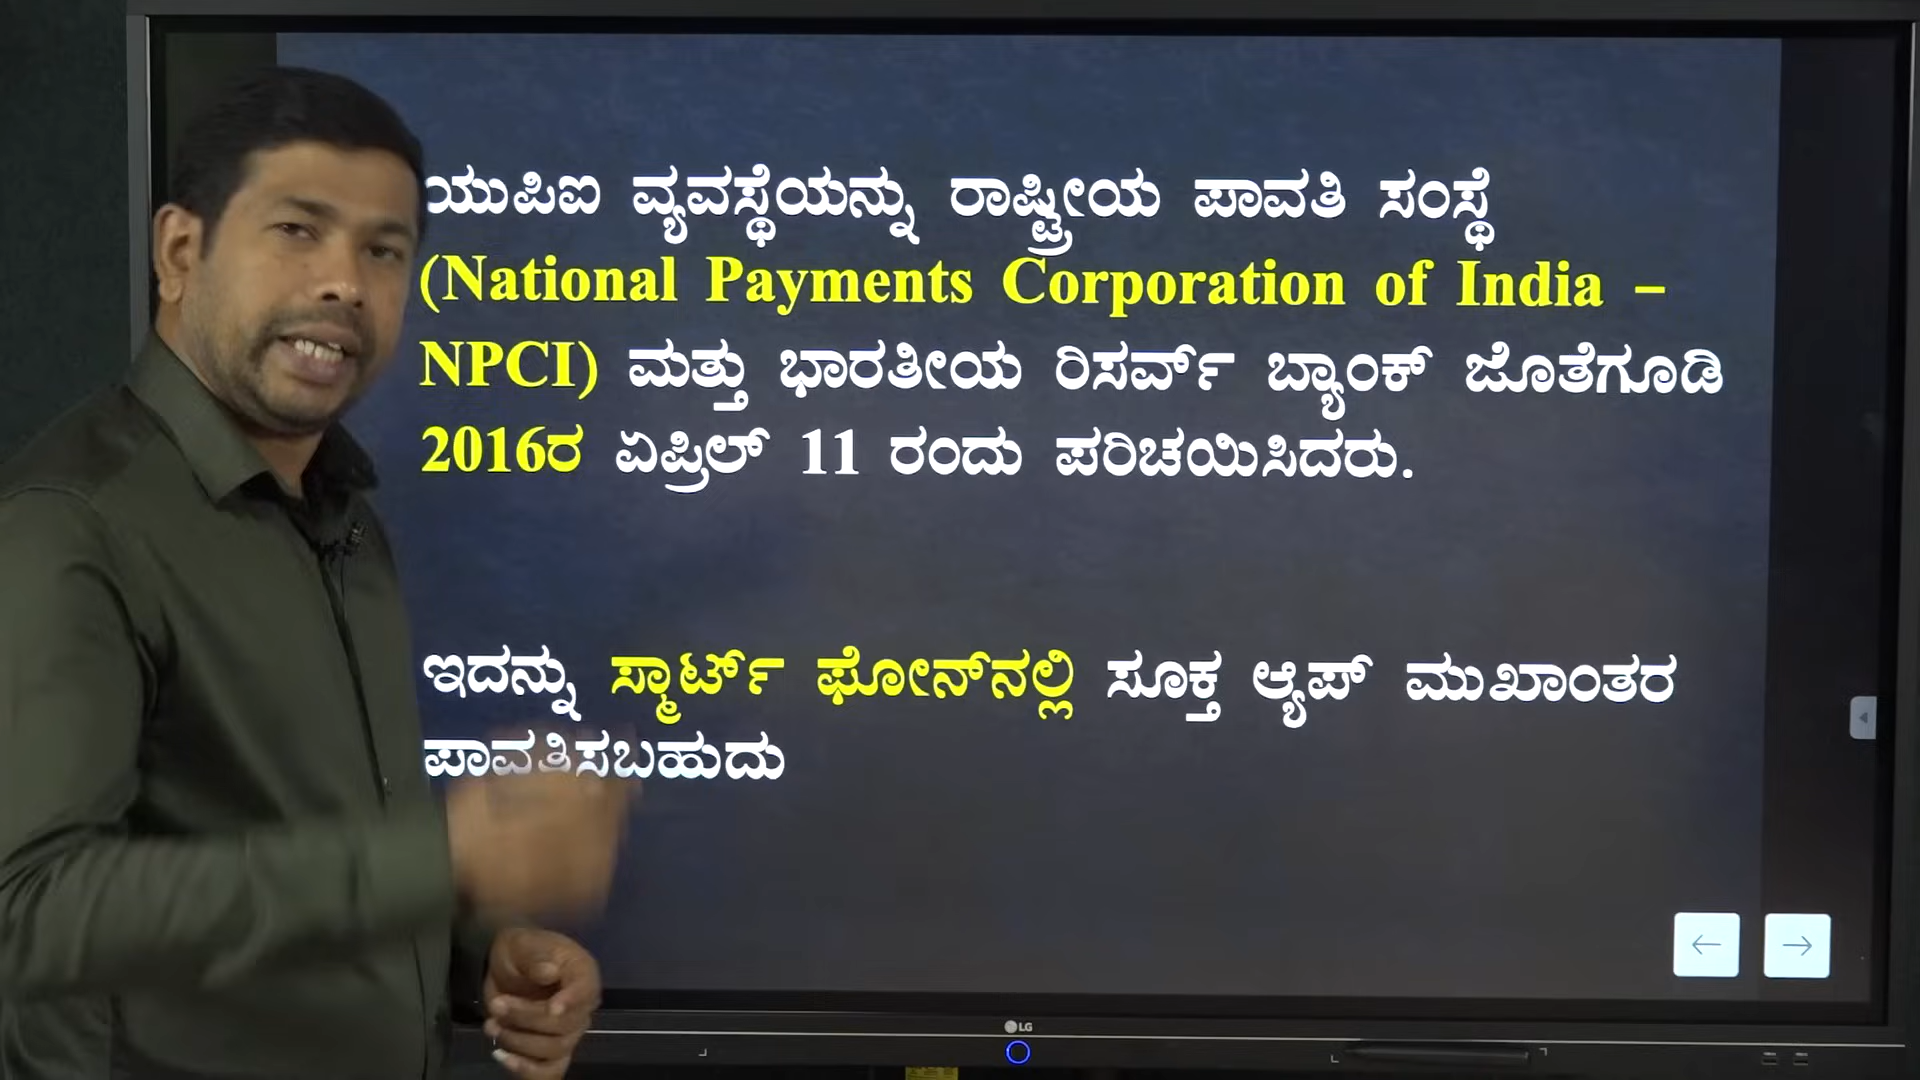 ಯುಪಿಐ ವ್ಯವಸ್ಥೆಯನ್ನು ರಾಷ್ಟ್ರೀಯ ಪಾವತಿ ಸಂಸ್ಥೆ
(National Payments Corporation of India –
NPCI) ಮತ್ತು ಭಾರತೀಯ ರಿಸರ್ವ್ ಬ್ಯಾಂಕ್ ಜೊತೆಗೂಡಿ
2016ರ ಏಪ್ರಿಲ್ 11 ರಂದು ಪರಿಚಯಿಸಿದರು.
ಇದನ್ನು ಸ್ಮಾರ್ಟ್ ಫೋನ್‌ನಲ್ಲಿ ಸೂಕ್ತ ಆ್ಯಪ್ ಮುಖಾಂತರ
ಪಾವತಿಸಬಹುದು
LG